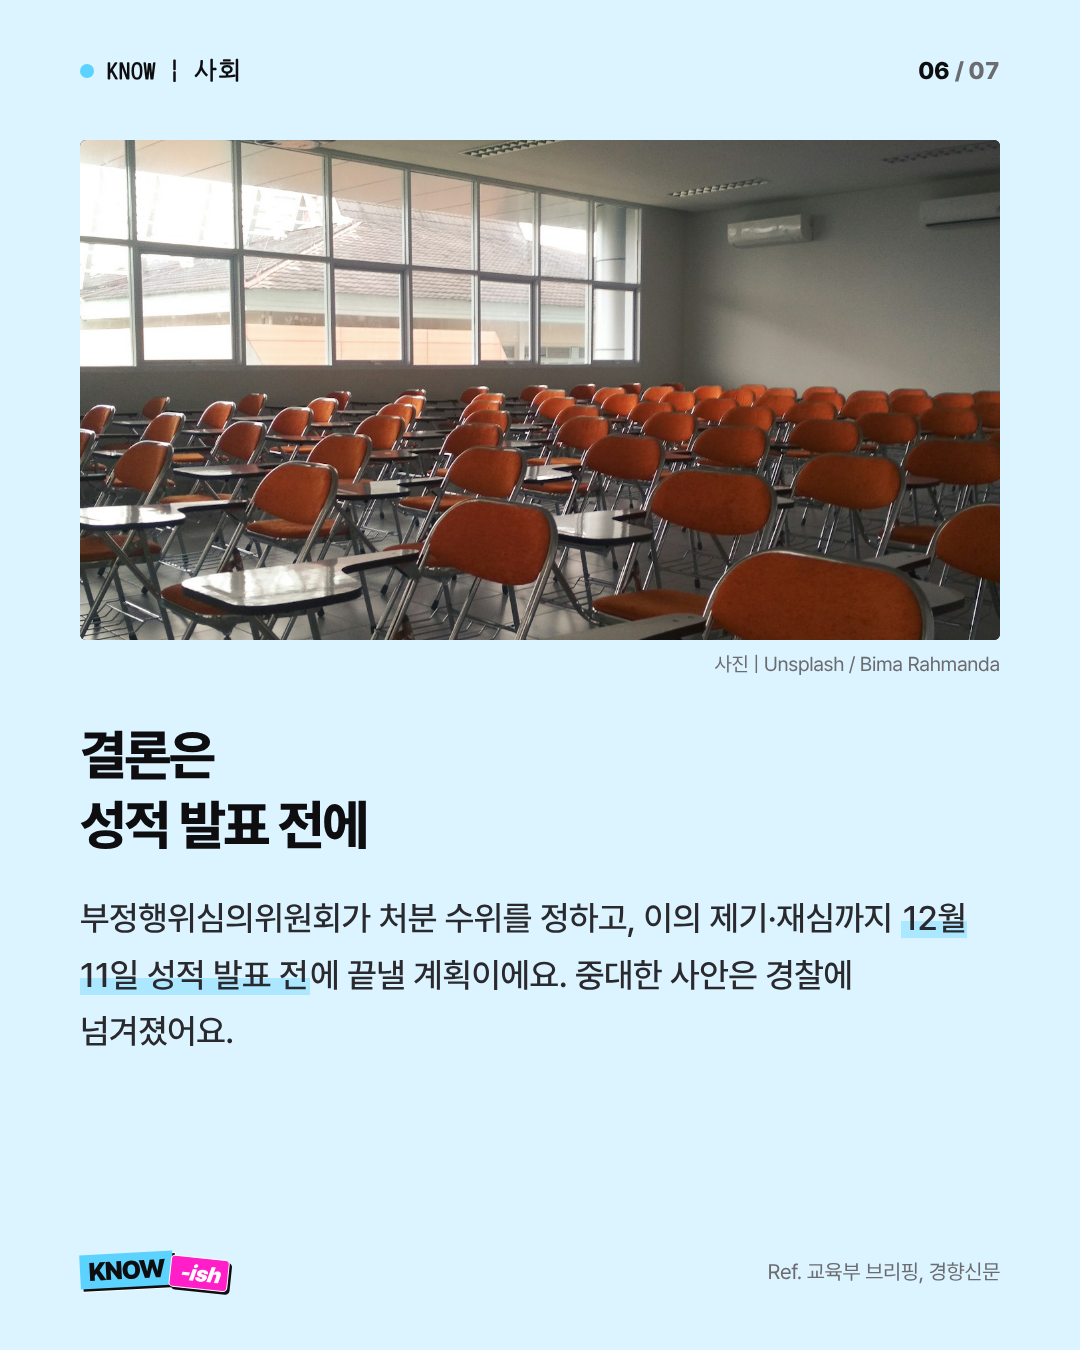 KNOW | 사회
06 / 07
사진 | Unsplash / Bima Rahmanda
결론은
성적 발표 전에
부정행위심의위원회가 처분 수위를 정하고, 이의 제기·재심까지 12월
11일 성적 발표 전에 끝낼 계획이에요. 중대한 사안은 경찰에
넘겨졌어요.
KNOW -ish
Ref. 교육부 브리핑, 경향신문